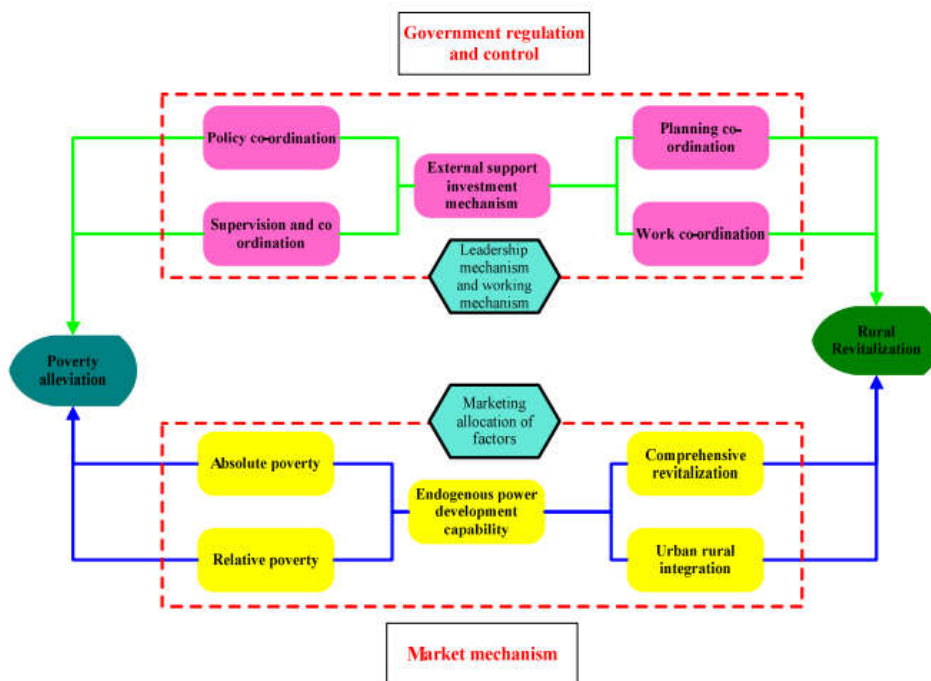 Government regulation
and control
Policy co-ordination
Planning co-
ordination
External support
investment
mechanism
Supervision and co
ordination
Work co-ordination
Leadership
mechanism
and working
mechanism
Poverty
alleviation
Rural
Revitalization
Marketing
allocation of
factors
Absolute poverty
Comprehensive
revitalization
Endogenous power
development
capability
Relative poverty
Urban rural
integration
Market mechanism